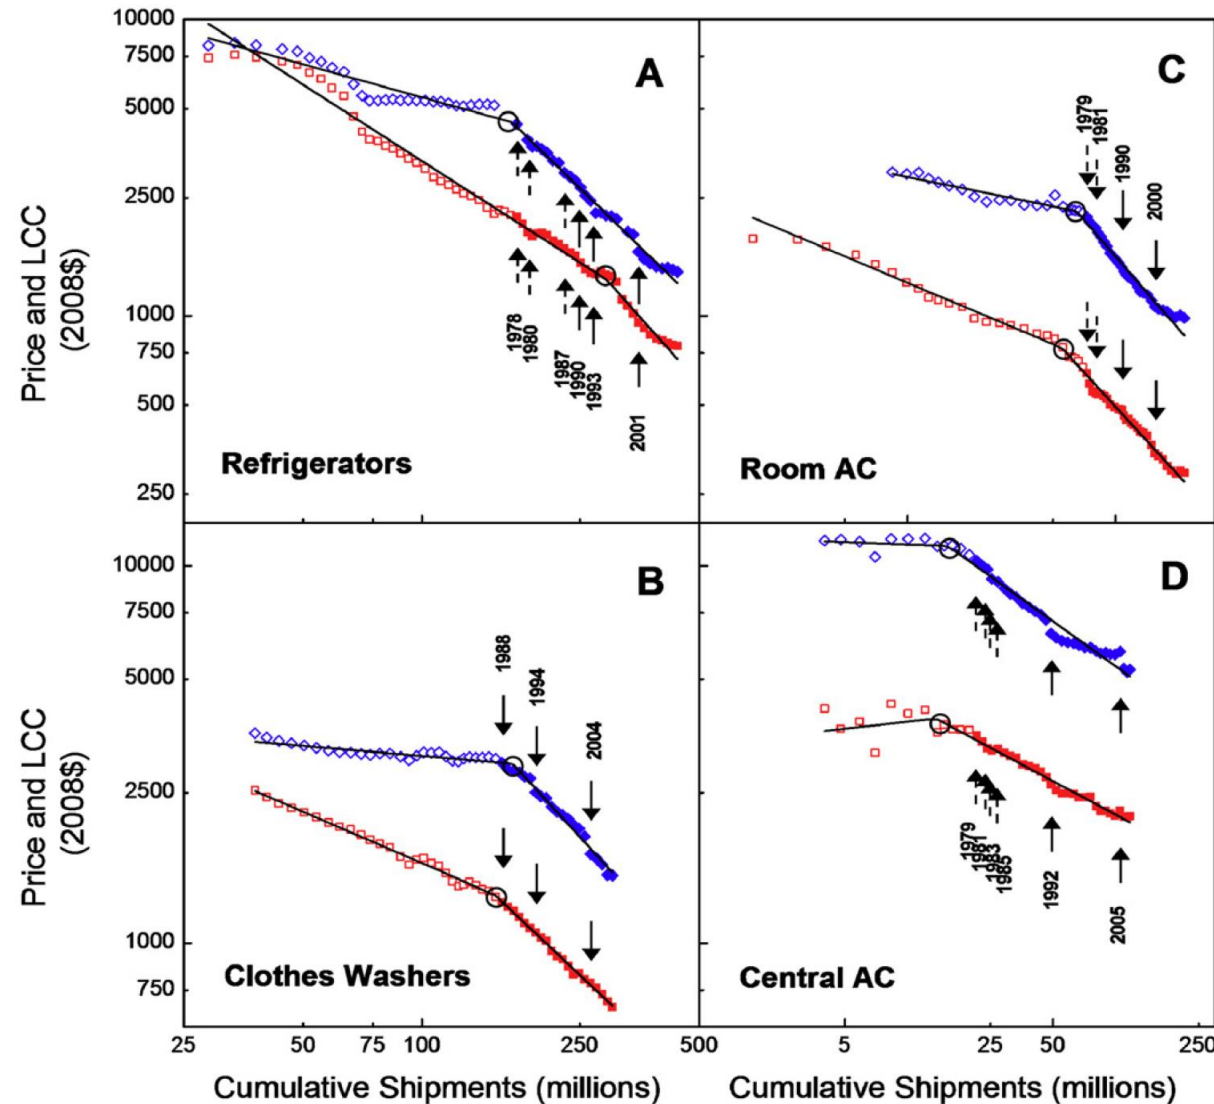 10000
7500
5000
2500
1000
750
500
250
Price and LCC
(2008$)
A
1978
1980
1987
1990
1993
2001
Refrigerators
C
1979
1981
1990
2000
Room AC
10000
7500
5000
2500
1000
750
Price and LCC
(2008$)
B
1988
1994
2004
Clothes Washers
D
1979
1981
1983
1985
1992
2005
Central AC
25 50 75 100 250 500
5 25 50 250
Cumulative Shipments (millions)
Cumulative Shipments (millions)